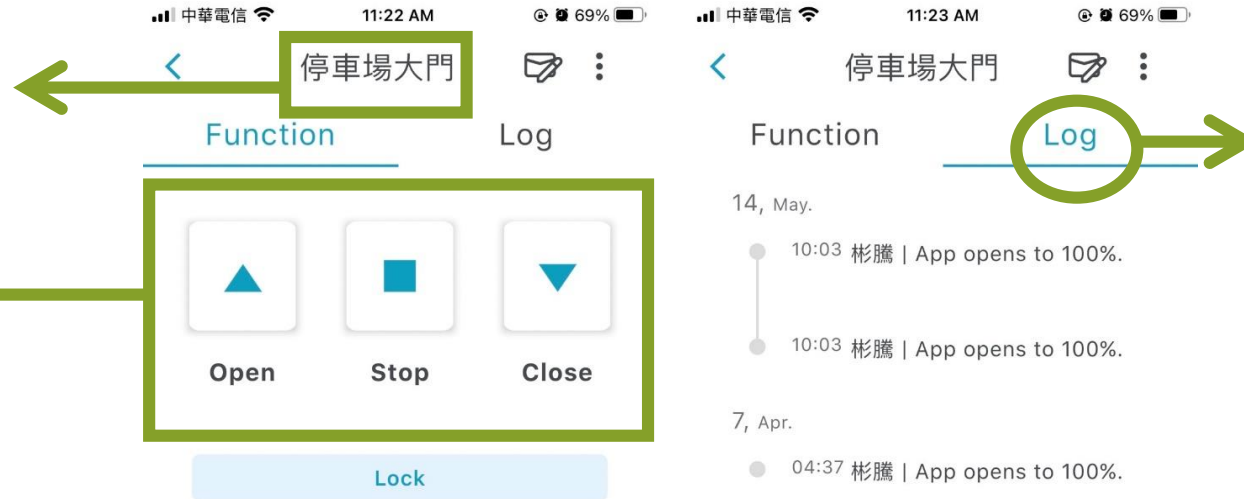 中華電信 11:22 AM 69%
停車場大門
Function Log
Open Stop Close
Lock
中華電信 11:23 AM 69%
停車場大門
Function Log
14, May.
10:03 彬騰 | App opens to 100%.
10:03 彬騰 | App opens to 100%.
7, Apr.
04:37 彬騰 | App opens to 100%.